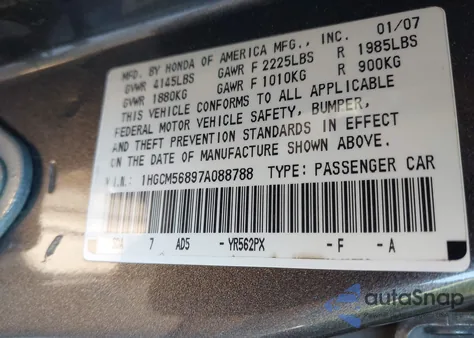 MFD. BY HONDA OF AMERICA MFG., INC. 01/07
GVWR 4145LBS GAWR F 2225LBS R 1985LBS
GVWR 1880KG GAWR F 1010KG R 900KG
THIS VEHICLE CONFORMS TO ALL APPLICABLE
FEDERAL MOTOR VEHICLE SAFETY, BUMPER,
AND THEFT PREVENTION STANDARDS IN EFFECT
ON THE DATE OF MANUFACTURE SHOWN ABOVE.
V.I.N.: 1HGCM56897A088788 TYPE: PASSENGER CAR
7 AD5 -YR562PX -F -A
autoSnap